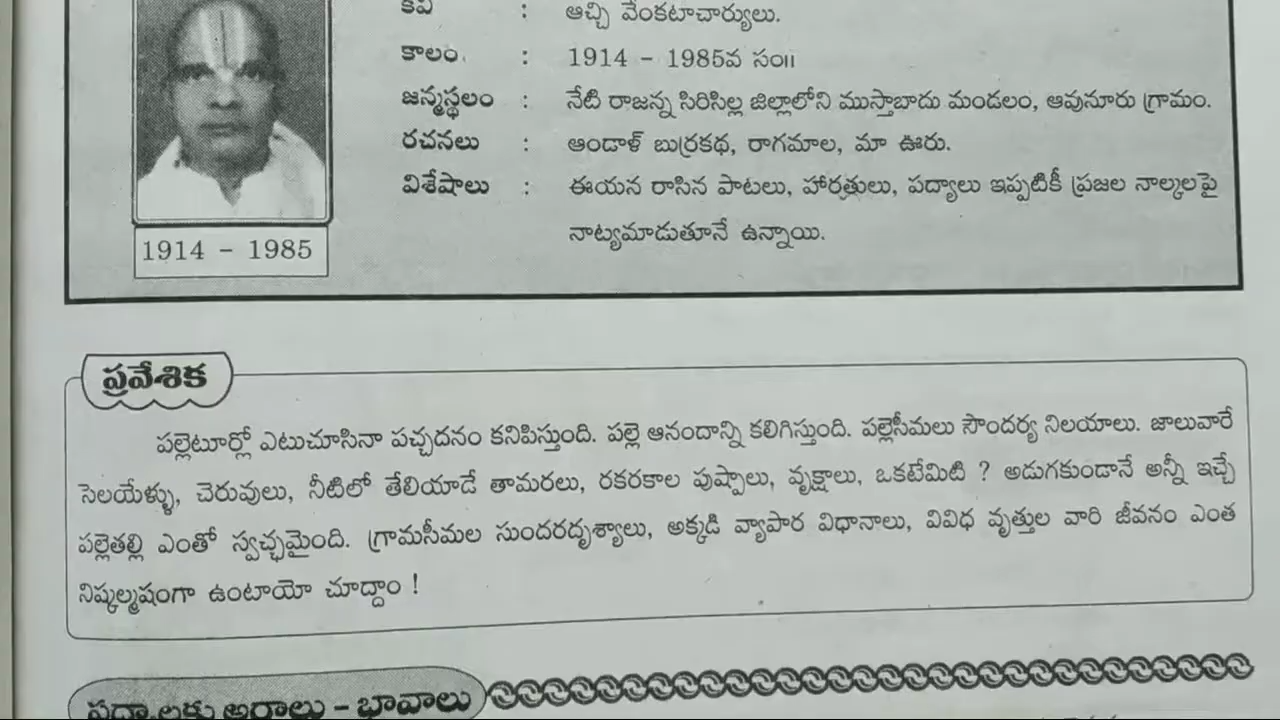 కవి : ఆచ్చి వేంకటాచార్యులు.
కాలం : 1914 - 1985వ సం॥
జన్మస్థలం : నేటి రాజన్న సిరిసిల్ల జిల్లాలోని ముస్తాబాదు మండలం, ఆవునూరు గ్రామం.
రచనలు : ఆండాళ్ బుర్రకథ, రాగమాల, మా ఊరు.
విశేషాలు : ఈయన రాసిన పాటలు, హారతులు, పద్యాలు ఇప్పటికీ ప్రజల నాల్కలపై
నాట్యమాడుతూనే ఉన్నాయి.
1914 - 1985
ప్రవేశిక
పల్లెటూర్లో ఎటుచూసినా పచ్చదనం కనిపిస్తుంది. పల్లె ఆనందాన్ని కలిగిస్తుంది. పల్లెసీమలు సౌందర్య నిలయాలు. జాలువారే
సెలయేళ్ళు, చెరువులు, నీటిలో తేలియాడే తామరలు, రకరకాల పుష్పాలు, వృక్షాలు, ఒకటేమిటి ? అడుగకుండానే అన్నీ ఇచ్చే
పల్లెతల్లి ఎంతో స్వచ్ఛమైంది. గ్రామసీమల సుందరదృశ్యాలు, అక్కడి వ్యాపార విధానాలు, వివిధ వృత్తుల వారి జీవనం ఎంత
నిష్కల్మషంగా ఉంటాయో చూద్దాం !
పద్యాలకు అర్థాలు - భావాలు